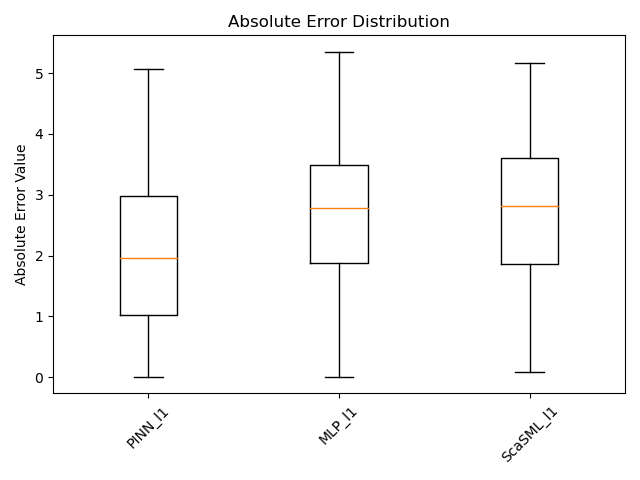 Absolute Error Distribution
Absolute Error Value
5
4
3
2
1
0
PINN_l1
MLP_l1
ScaSML_l1